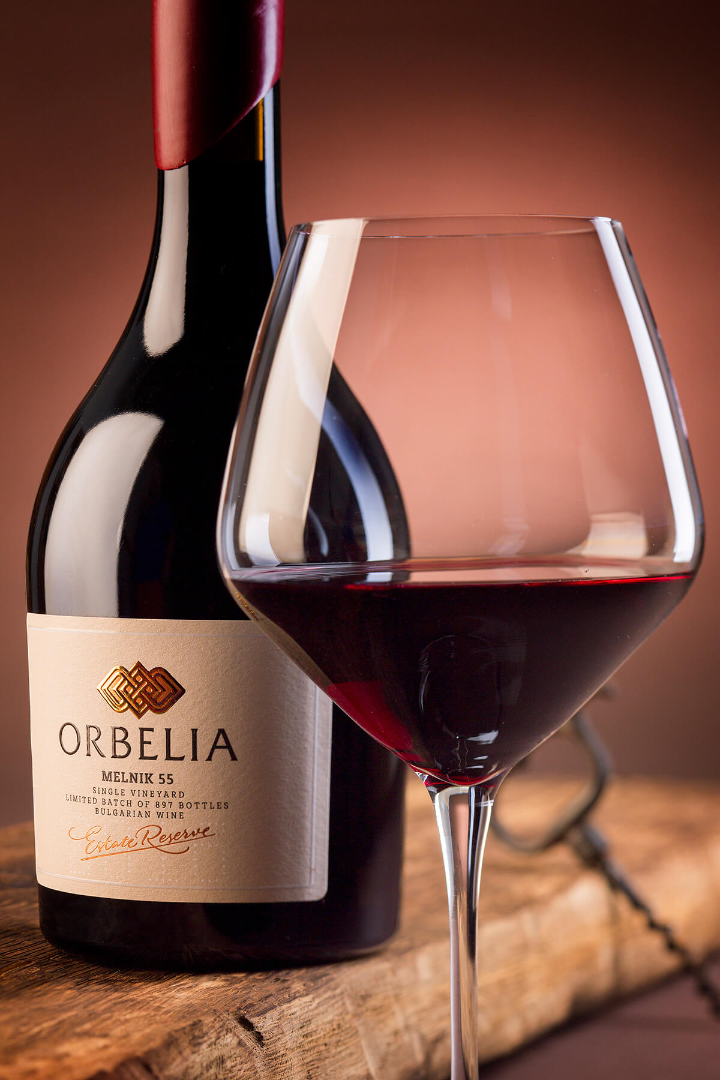 ORBELIA
MELNIK 55
SINGLE VINEYARD
LIMITED BATCH OF 897 BOTTLES
BULGARIAN WINE
Estate Reserve